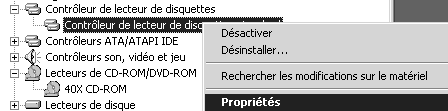 Contrôleur de lecteur de disquettes
Contrôleur de lecteur de dis
Désactiver
Désinstaller...
Contrôleurs ATA/ATAPI IDE
Contrôleurs son, vidéo et jeu
Rechercher les modifications sur le matériel
Lecteurs de CD-ROM/DVD-ROM
40X CD-ROM
Propriétés
Lecteurs de disque